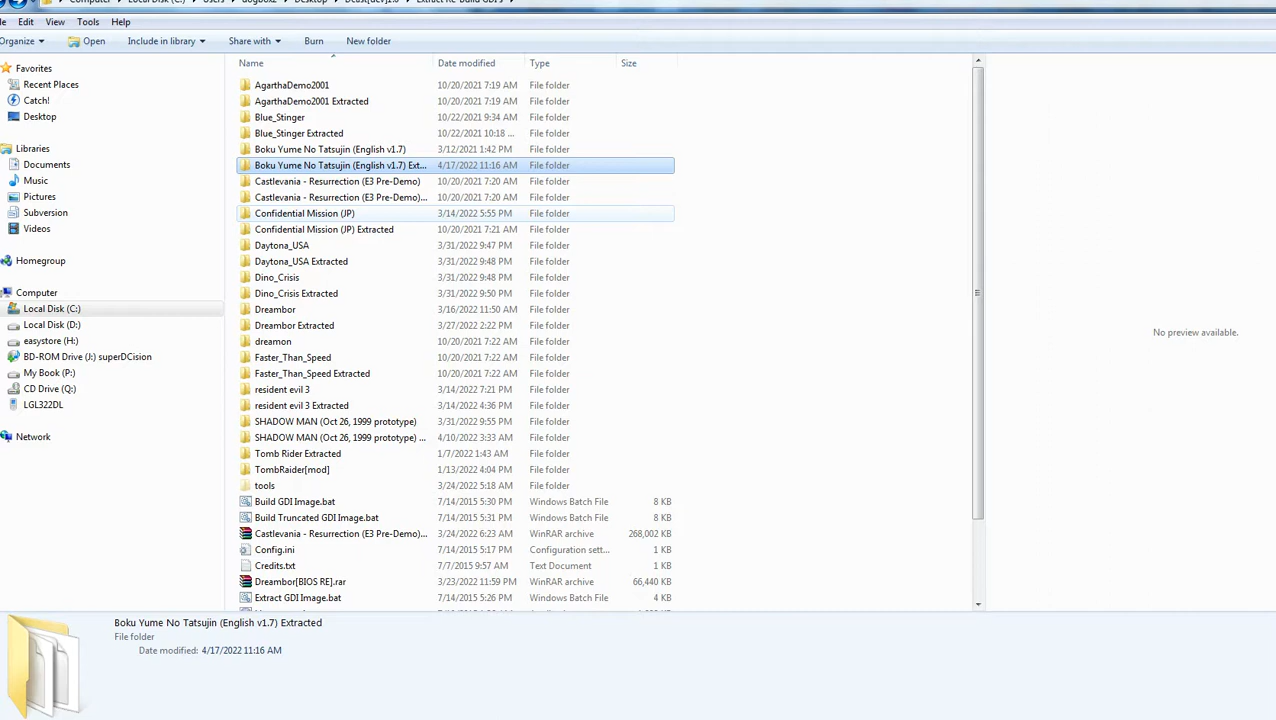 Computer Local Disk (C:) Users dogbox2 Desktop Extract Re-Build GDI's
Edit View Tools Help
Organize Open Include in library Share with Burn New folder
Name Date modified Type Size
Favorites
Recent Places
Catch!
Desktop
Libraries
Documents
Music
Pictures
Subversion
Videos
Homegroup
Computer
Local Disk (C:)
Local Disk (D:)
easystore (H:)
BD-ROM Drive (J:) superDCision
My Book (P:)
CD Drive (Q:)
LGL322DL
Network
AgarthaDemo2001 10/20/2021 7:19 AM File folder
AgarthaDemo2001 Extracted 10/20/2021 7:19 AM File folder
Blue_Stinger 10/22/2021 9:34 AM File folder
Blue_Stinger Extracted 10/22/2021 10:18 ... File folder
Boku Yume No Tatsujin (English v1.7) 3/12/2021 1:42 PM File folder
Boku Yume No Tatsujin (English v1.7) Ext... 4/17/2022 11:16 AM File folder
Castlevania - Resurrection (E3 Pre-Demo) 10/20/2021 7:20 AM File folder
Castlevania - Resurrection (E3 Pre-Demo)... 10/20/2021 7:20 AM File folder
Confidential Mission (JP) 3/14/2022 5:55 PM File folder
Confidential Mission (JP) Extracted 10/20/2021 7:21 AM File folder
Daytona_USA 3/31/2022 9:47 PM File folder
Daytona_USA Extracted 3/31/2022 9:48 PM File folder
Dino_Crisis 3/31/2022 9:48 PM File folder
Dino_Crisis Extracted 3/31/2022 9:50 PM File folder
Dreambor 3/16/2022 11:50 AM File folder
Dreambor Extracted 3/27/2022 2:22 PM File folder
dreamon 10/20/2021 7:22 AM File folder
Faster_Than_Speed 10/20/2021 7:22 AM File folder
Faster_Than_Speed Extracted 10/20/2021 7:22 AM File folder
resident evil 3 3/14/2022 7:21 PM File folder
resident evil 3 Extracted 3/14/2022 4:36 PM File folder
SHADOW MAN (Oct 26, 1999 prototype) 3/31/2022 9:55 PM File folder
SHADOW MAN (Oct 26, 1999 prototype) ... 4/10/2022 3:33 AM File folder
Tomb Rider Extracted 1/7/2022 1:43 AM File folder
TombRaider[mod] 1/13/2022 4:04 PM File folder
tools 3/24/2022 5:18 AM File folder
Build GDI Image.bat 7/14/2015 5:30 PM Windows Batch File 8 KB
Build Truncated GDI Image.bat 7/14/2015 5:31 PM Windows Batch File 8 KB
Castlevania - Resurrection (E3 Pre-Demo)... 3/24/2022 6:23 AM WinRAR archive 268,002 KB
Config.ini 7/14/2015 5:17 PM Configuration sett... 1 KB
Credits.txt 7/7/2015 9:57 AM Text Document 1 KB
Dreambor[BIOS RE].rar 3/23/2022 11:59 PM WinRAR archive 66,440 KB
Extract GDI Image.bat 7/14/2015 5:26 PM Windows Batch File 4 KB
No preview available.
Boku Yume No Tatsujin (English v1.7) Extracted
File folder
Date modified: 4/17/2022 11:16 AM